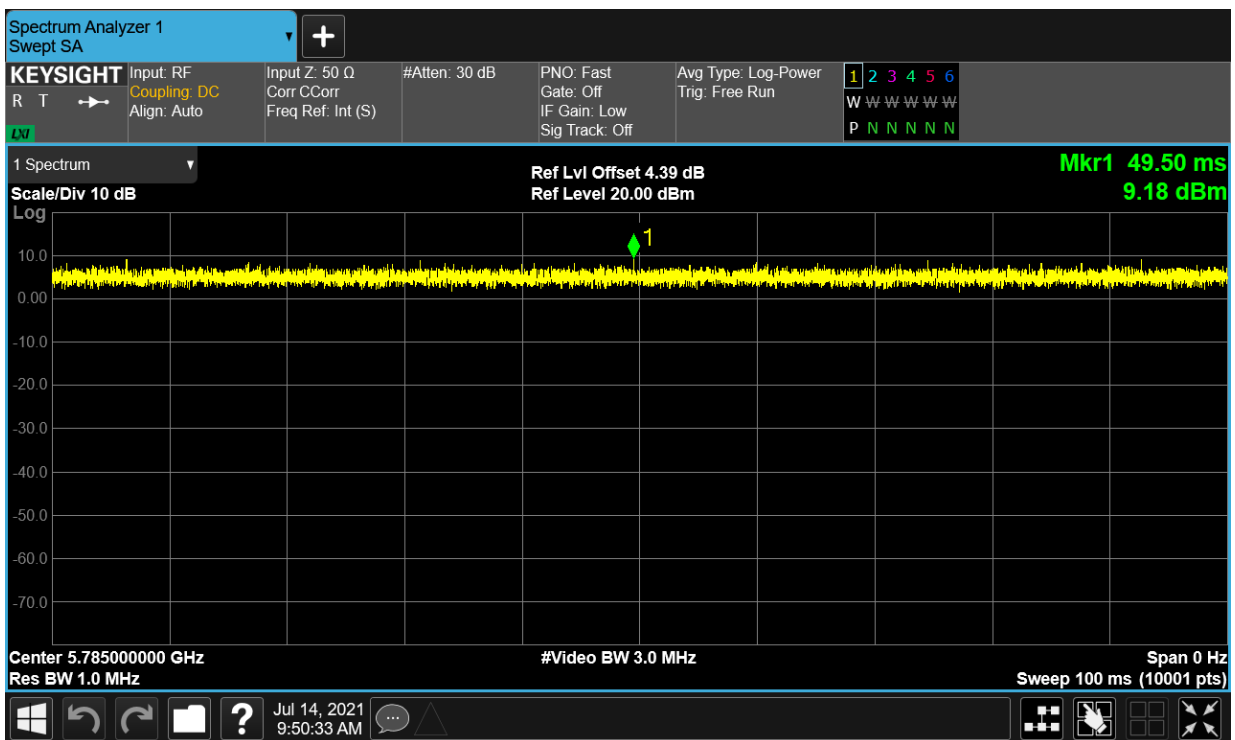 Spectrum Analyzer 1
Swept SA
KEYSIGHT
R T
LXI
Input: RF
Coupling: DC
Align: Auto
Input Z: 50 Ω
Corr CCorr
Freq Ref: Int (S)
#Atten: 30 dB
PNO: Fast
Gate: Off
IF Gain: Low
Sig Track: Off
Avg Type: Log-Power
Trig: Free Run
1 2 3 4 5 6
W W W W W W
P N N N N N
1 Spectrum
Scale/Div 10 dB
Log
Ref Lvl Offset 4.39 dB
Ref Level 20.00 dBm
Mkr1 49.50 ms
9.18 dBm
1
10.0
0.00
-10.0
-20.0
-30.0
-40.0
-50.0
-60.0
-70.0
Center 5.785000000 GHz
Res BW 1.0 MHz
#Video BW 3.0 MHz
Span 0 Hz
Sweep 100 ms (10001 pts)
?
Jul 14, 2021
9:50:33 AM